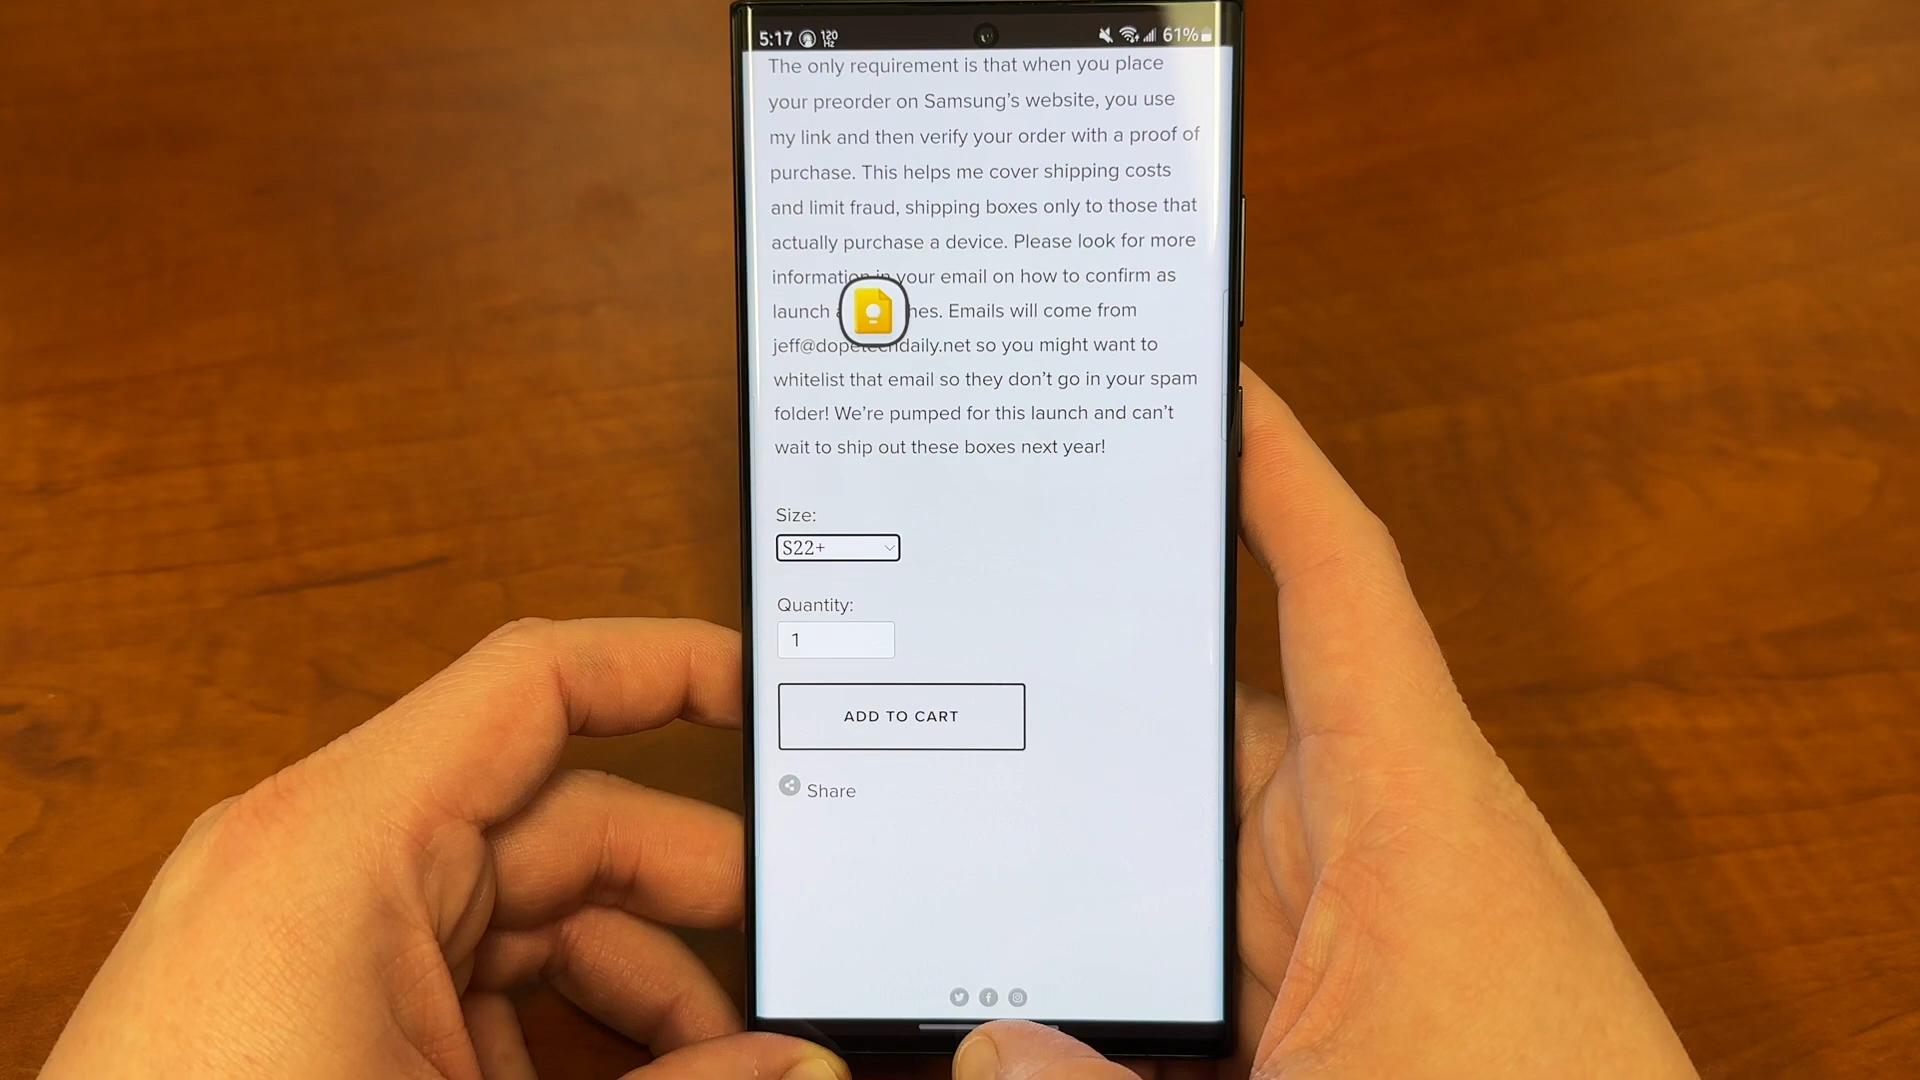 5:17 120 Hz 61%
The only requirement is that when you place
your preorder on Samsung’s website, you use
my link and then verify your order with a proof of
purchase. This helps me cover shipping costs
and limit fraud, shipping boxes only to those that
actually purchase a device. Please look for more
information in your email on how to confirm as
launch hes. Emails will come from
jeff@dopetechdaily.net so you might want to
whitelist that email so they don’t go in your spam
folder! We’re pumped for this launch and can’t
wait to ship out these boxes next year!
Size:
S22+
Quantity:
1
ADD TO CART
Share